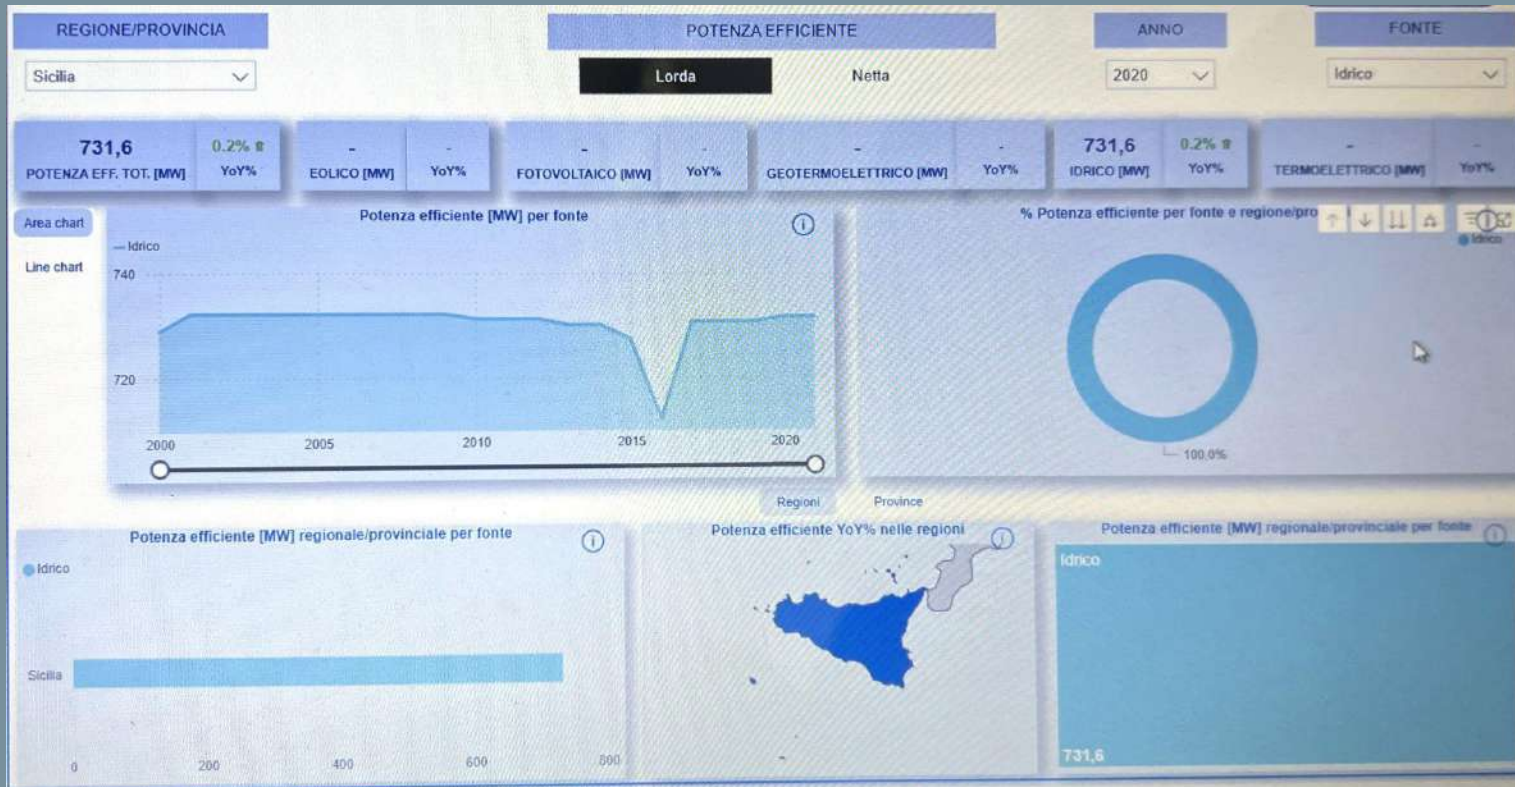 REGIONE/PROVINCIA
POTENZA EFFICIENTE
ANNO
FONTE
Sicilia
Lorda
Netta
2020
Idrico
731,6
POTENZA EFF. TOT. [MW]
0.2%
YoY%
-
EOLICO [MW]
-
YoY%
-
FOTOVOLTAICO [MW]
-
YoY%
-
GEOTERMOELETTRICO [MW]
-
YoY%
731,6
IDRICO [MW]
0.2%
YoY%
-
TERMOELETTRICO [MW]
-
YoY%
Area chart
Line chart
Potenza efficiente [MW] per fonte
Idrico
740
720
2000 2005 2010 2015 2020
% Potenza efficiente per fonte e regione/pro
Idrico
100,0%
Regioni
Province
Potenza efficiente [MW] regionale/provinciale per fonte
Idrico
Sicilia
0 200 400 600 800
Potenza efficiente YoY% nelle regioni
Potenza efficiente [MW] regionale/provinciale per fonte
Idrico
731,6